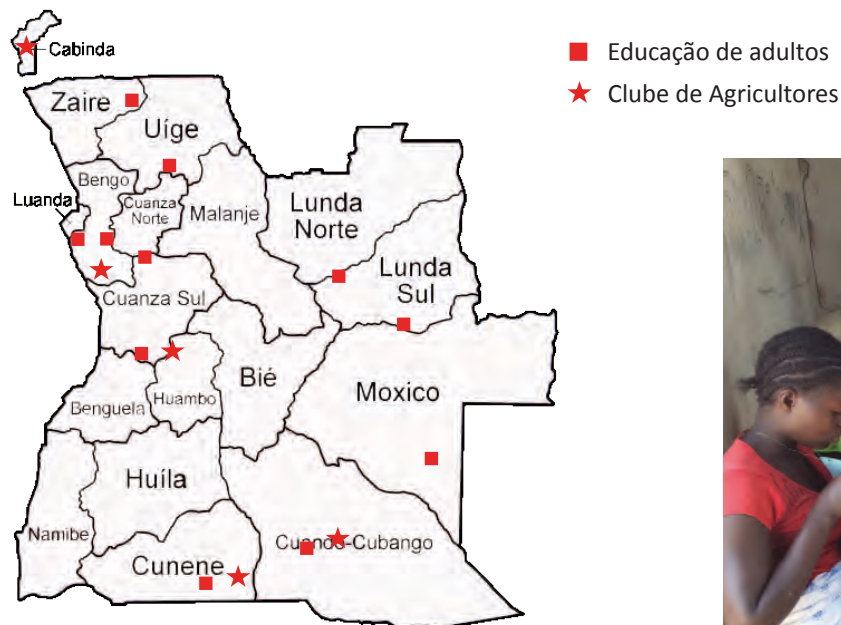 Cabinda
Educação de adultos
Clube de Agricultores
Zaire
Uíge
Bengo
Luanda
Cuanza
Norte
Malanje
Lunda
Norte
Lunda
Sul
Cuanza Sul
Bié
Moxico
Benguela
Huambo
Huíla
Namibe
Cunene
Cuando-Cubango